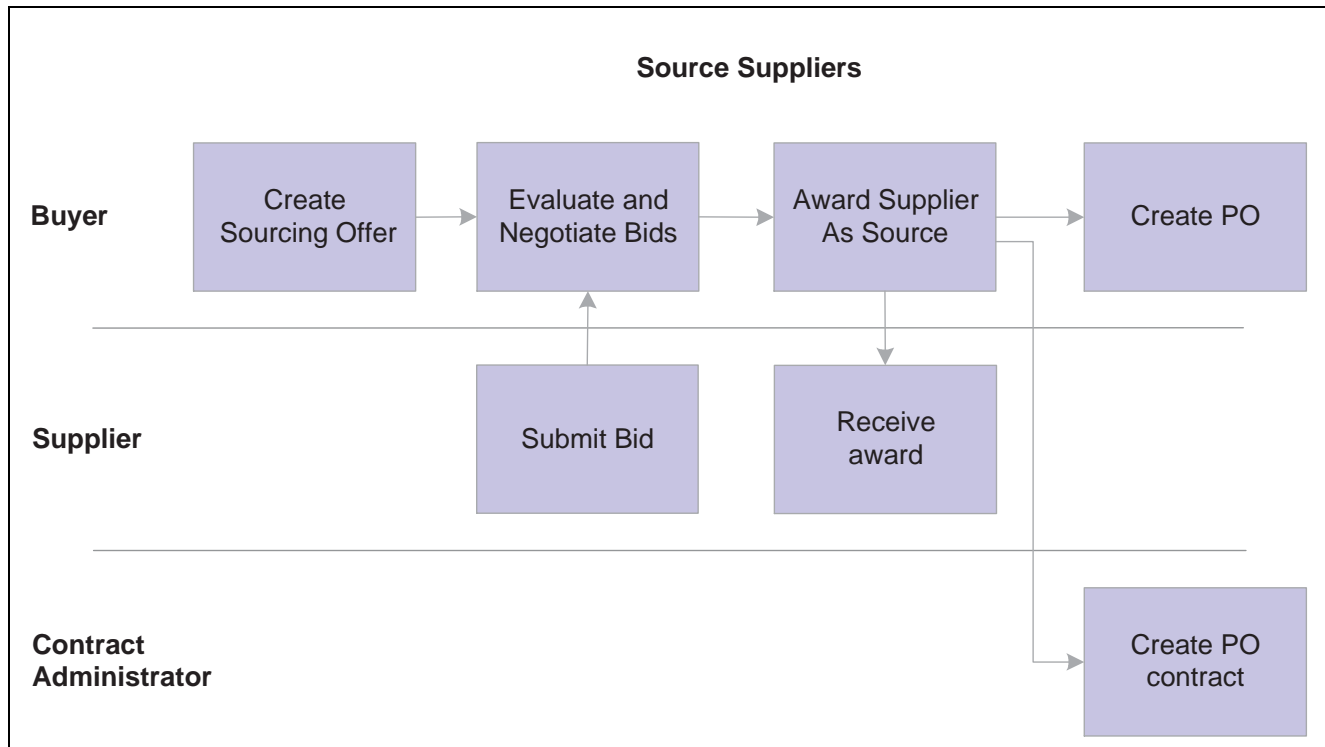 Source Suppliers
Buyer
Create
Sourcing Offer
Evaluate and
Negotiate Bids
Award Supplier
As Source
Create PO
Supplier
Submit Bid
Receive
award
Contract
Administrator
Create PO
contract